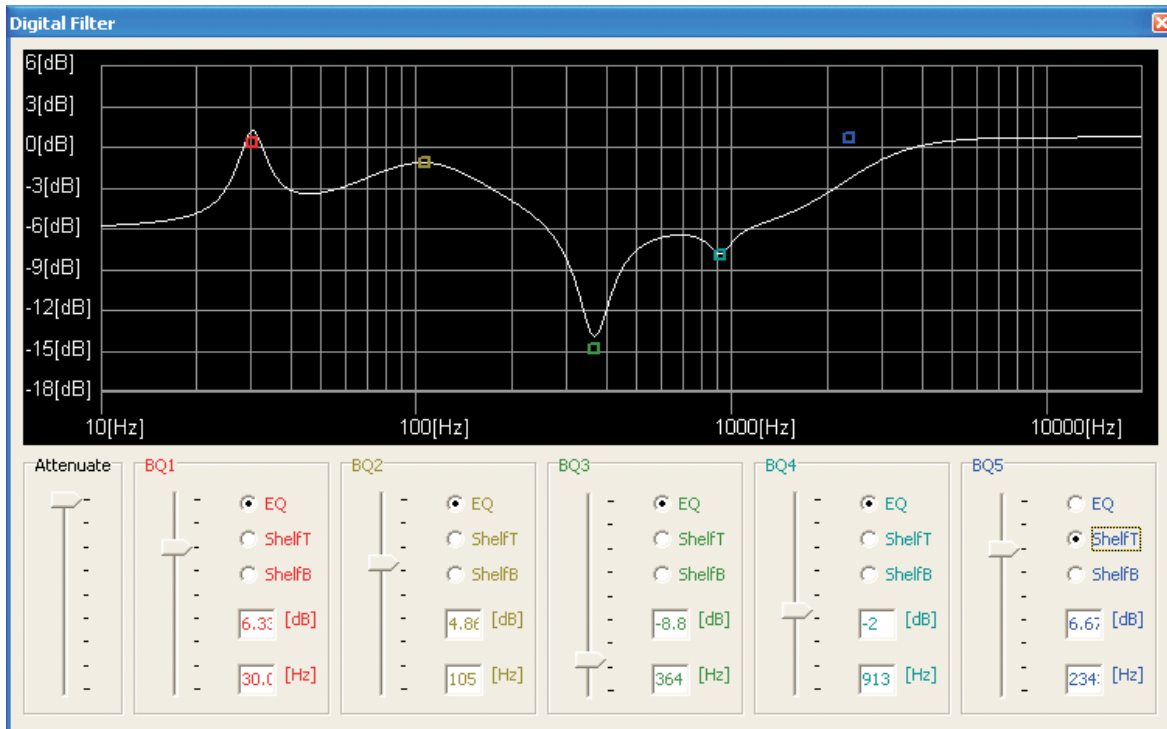 Digital Filter
6[dB]
3[dB]
0[dB]
-3[dB]
-6[dB]
-9[dB]
-12[dB]
-15[dB]
-18[dB]
10[Hz] 100[Hz] 1000[Hz] 10000[Hz]
Attenuate
BQ1
EQ
ShelfT
ShelfB
6.33 [dB]
30.0 [Hz]
BQ2
EQ
ShelfT
ShelfB
4.86 [dB]
105 [Hz]
BQ3
EQ
ShelfT
ShelfB
-8.8 [dB]
364 [Hz]
BQ4
EQ
ShelfT
ShelfB
-2 [dB]
913 [Hz]
BQ5
EQ
ShelfT
ShelfB
6.67 [dB]
[Hz]